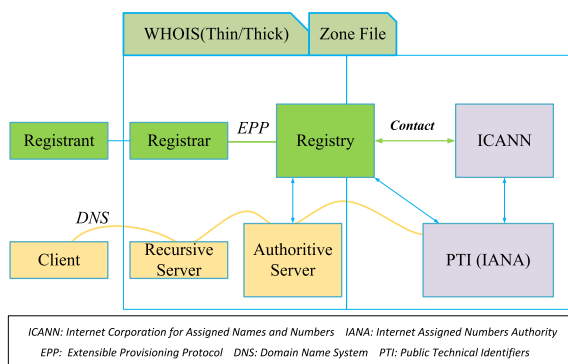 WHOIS(Thin/Thick)
Zone File
Registrant
Registrar
EPP
Registry
Contact
ICANN
DNS
Client
Recursive
Server
Authoritive
Server
PTI (IANA)
ICANN: Internet Corporation for Assigned Names and Numbers IANA: Internet Assigned Numbers Authority
EPP: Extensible Provisioning Protocol DNS: Domain Name System PTI: Public Technical Identifiers